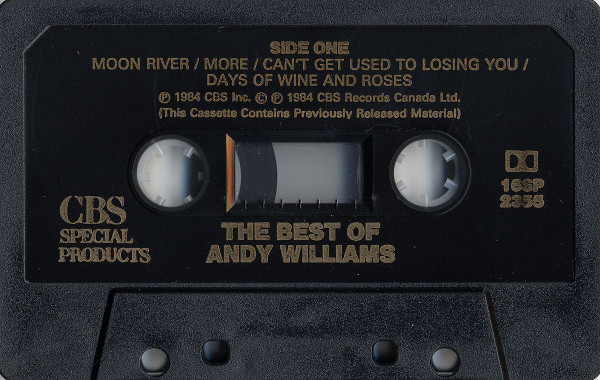 SIDE ONE
MOON RIVER / MORE / CAN'T GET USED TO LOSING YOU /
DAYS OF WINE AND ROSES
℗ 1984 CBS Inc. © ℗ 1984 CBS Records Canada Ltd.
(This Cassette Contains Previously Released Material)
CBS
SPECIAL
PRODUCTS
THE BEST OF
ANDY WILLIAMS
16SP
2355